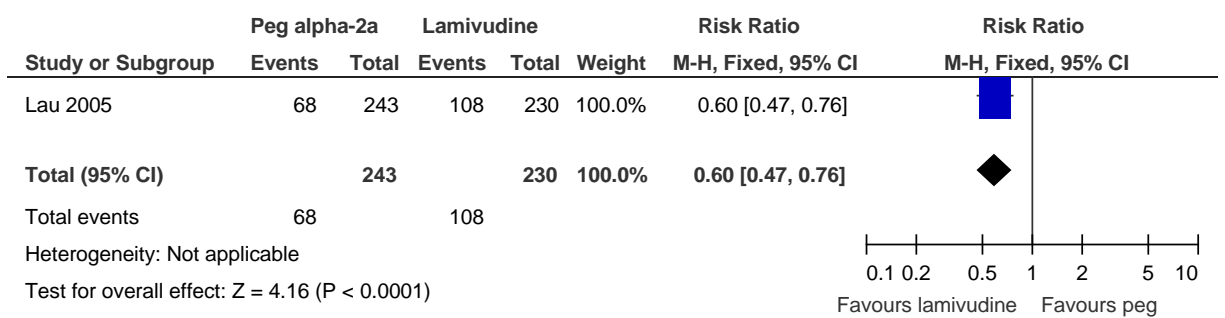 Peg alpha-2a Lamivudine Risk Ratio Risk Ratio
Study or Subgroup Events Total Events Total Weight M-H, Fixed, 95% CI M-H, Fixed, 95% CI
Lau 2005 68 243 108 230 100.0% 0.60 [0.47, 0.76]
Total (95% CI) 243 230 100.0% 0.60 [0.47, 0.76]
Total events 68 108
Heterogeneity: Not applicable
Test for overall effect: Z = 4.16 (P < 0.0001)
0.1 0.2 0.5 1 2 5 10
Favours lamivudine Favours peg